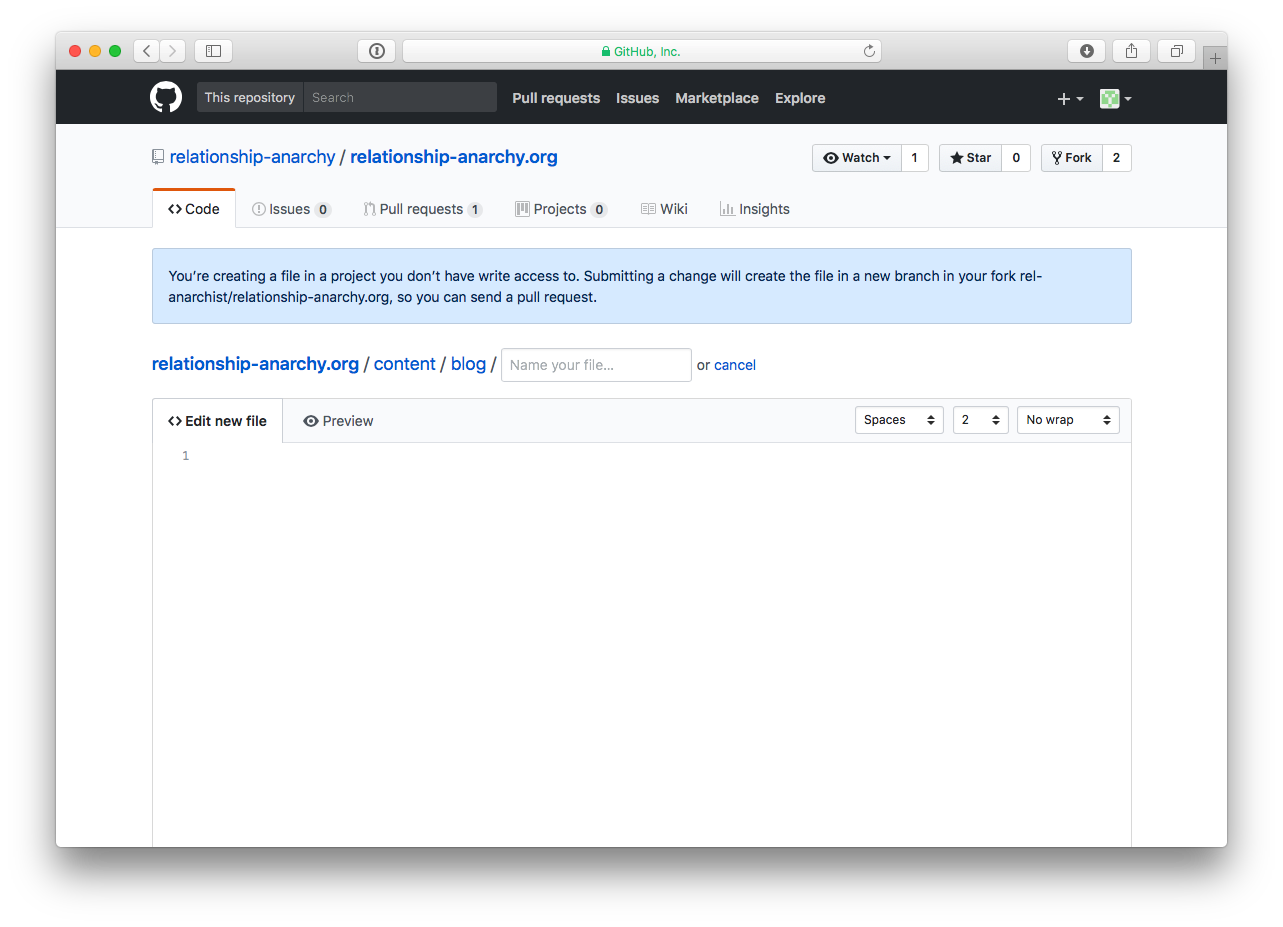 GitHub, Inc.
This repository Search Pull requests Issues Marketplace Explore
relationship-anarchy / relationship-anarchy.org Watch 1 Star 0 Fork 2
Code Issues 0 Pull requests 1 Projects 0 Wiki Insights
You’re creating a file in a project you don’t have write access to. Submitting a change will create the file in a new branch in your fork rel-
anarchist/relationship-anarchy.org, so you can send a pull request.
relationship-anarchy.org / content / blog / Name your file... or cancel
Edit new file Preview Spaces 2 No wrap
1